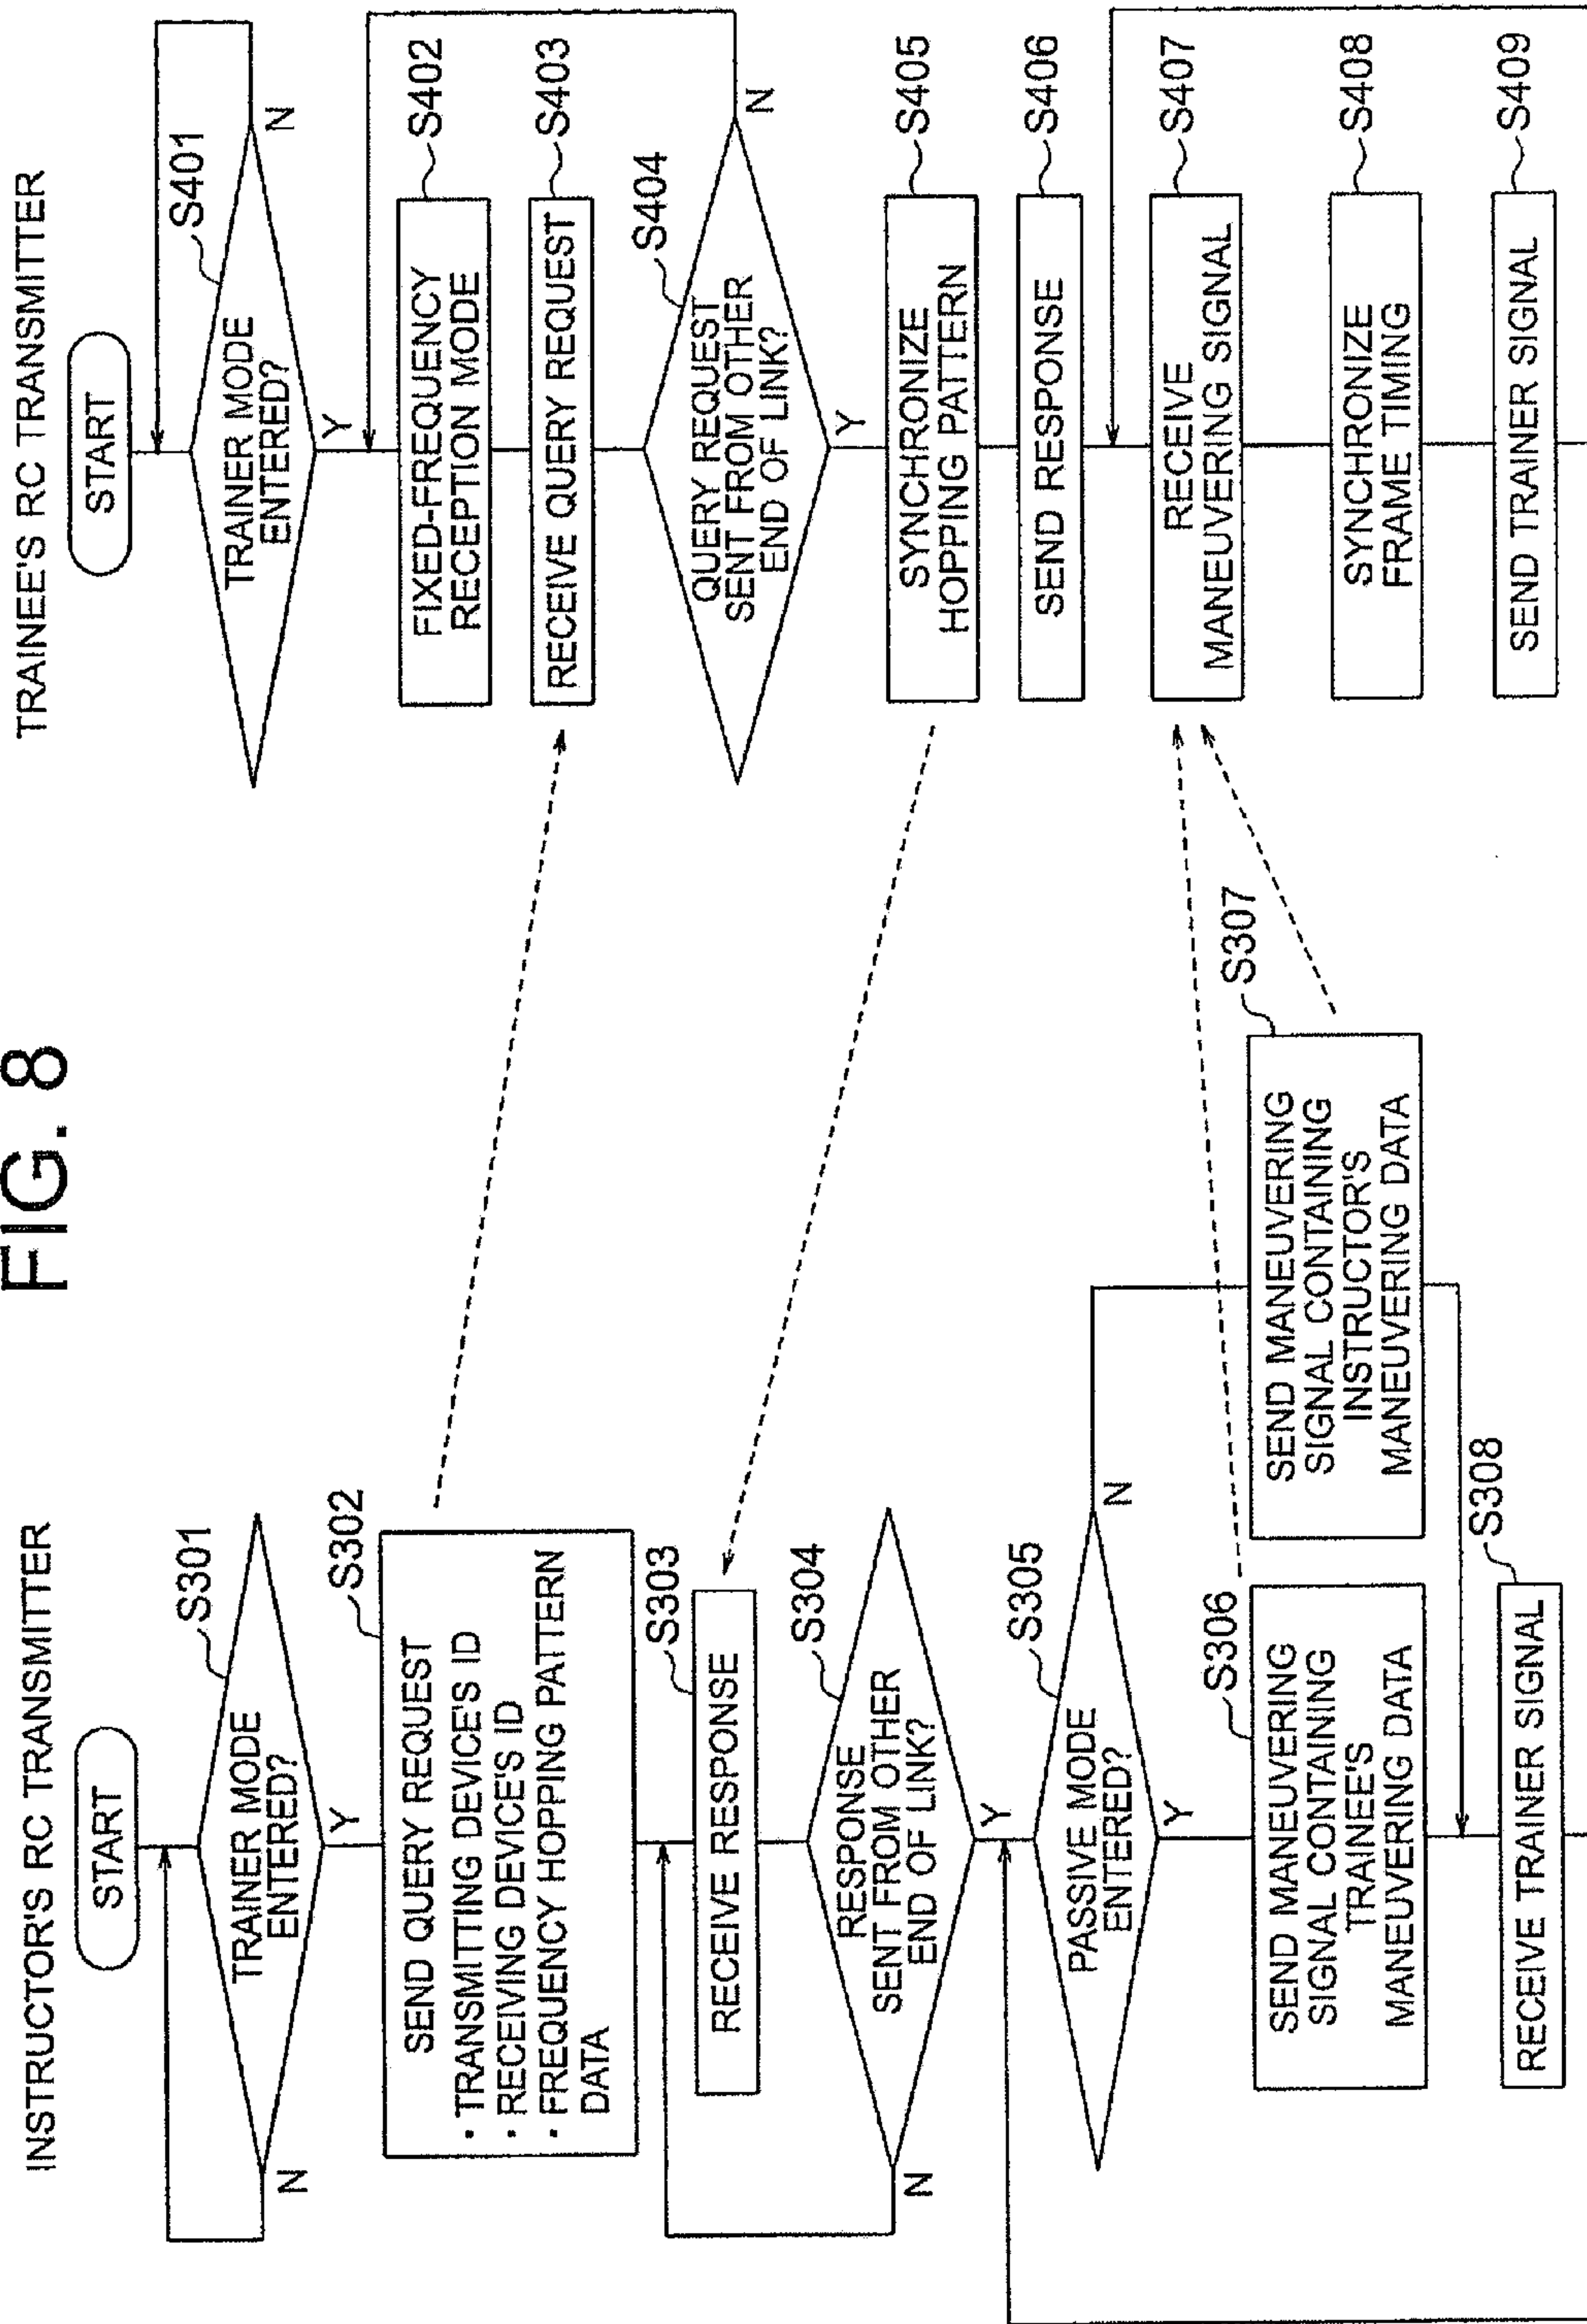 FIG. 8
INSTRUCTOR'S RC TRANSMITTER
START
S301
TRAINER MODE
ENTERED?
N
Y
S302
SEND QUERY REQUEST
• TRANSMITTING DEVICE'S ID
• RECEIVING DEVICE'S ID
• FREQUENCY HOPPING PATTERN
DATA
S303
RECEIVE RESPONSE
S304
RESPONSE
SENT FROM OTHER
END OF LINK?
N
Y
S305
PASSIVE MODE
ENTERED?
N
Y
S306
SEND MANEUVERING
SIGNAL CONTAINING
TRAINEE'S
MANEUVERING DATA
S307
SEND MANEUVERING
SIGNAL CONTAINING
INSTRUCTOR'S
MANEUVERING DATA
S308
RECEIVE TRAINER SIGNAL
TRAINEE'S RC TRANSMITTER
START
S401
TRAINER MODE
ENTERED?
N
Y
S402
FIXED-FREQUENCY
RECEPTION MODE
S403
RECEIVE QUERY REQUEST
S404
QUERY REQUEST
SENT FROM OTHER
END OF LINK?
N
Y
S405
SYNCHRONIZE
HOPPING PATTERN
S406
SEND RESPONSE
S407
RECEIVE
MANEUVERING SIGNAL
S408
SYNCHRONIZE
FRAME TIMING
S409
SEND TRAINER SIGNAL